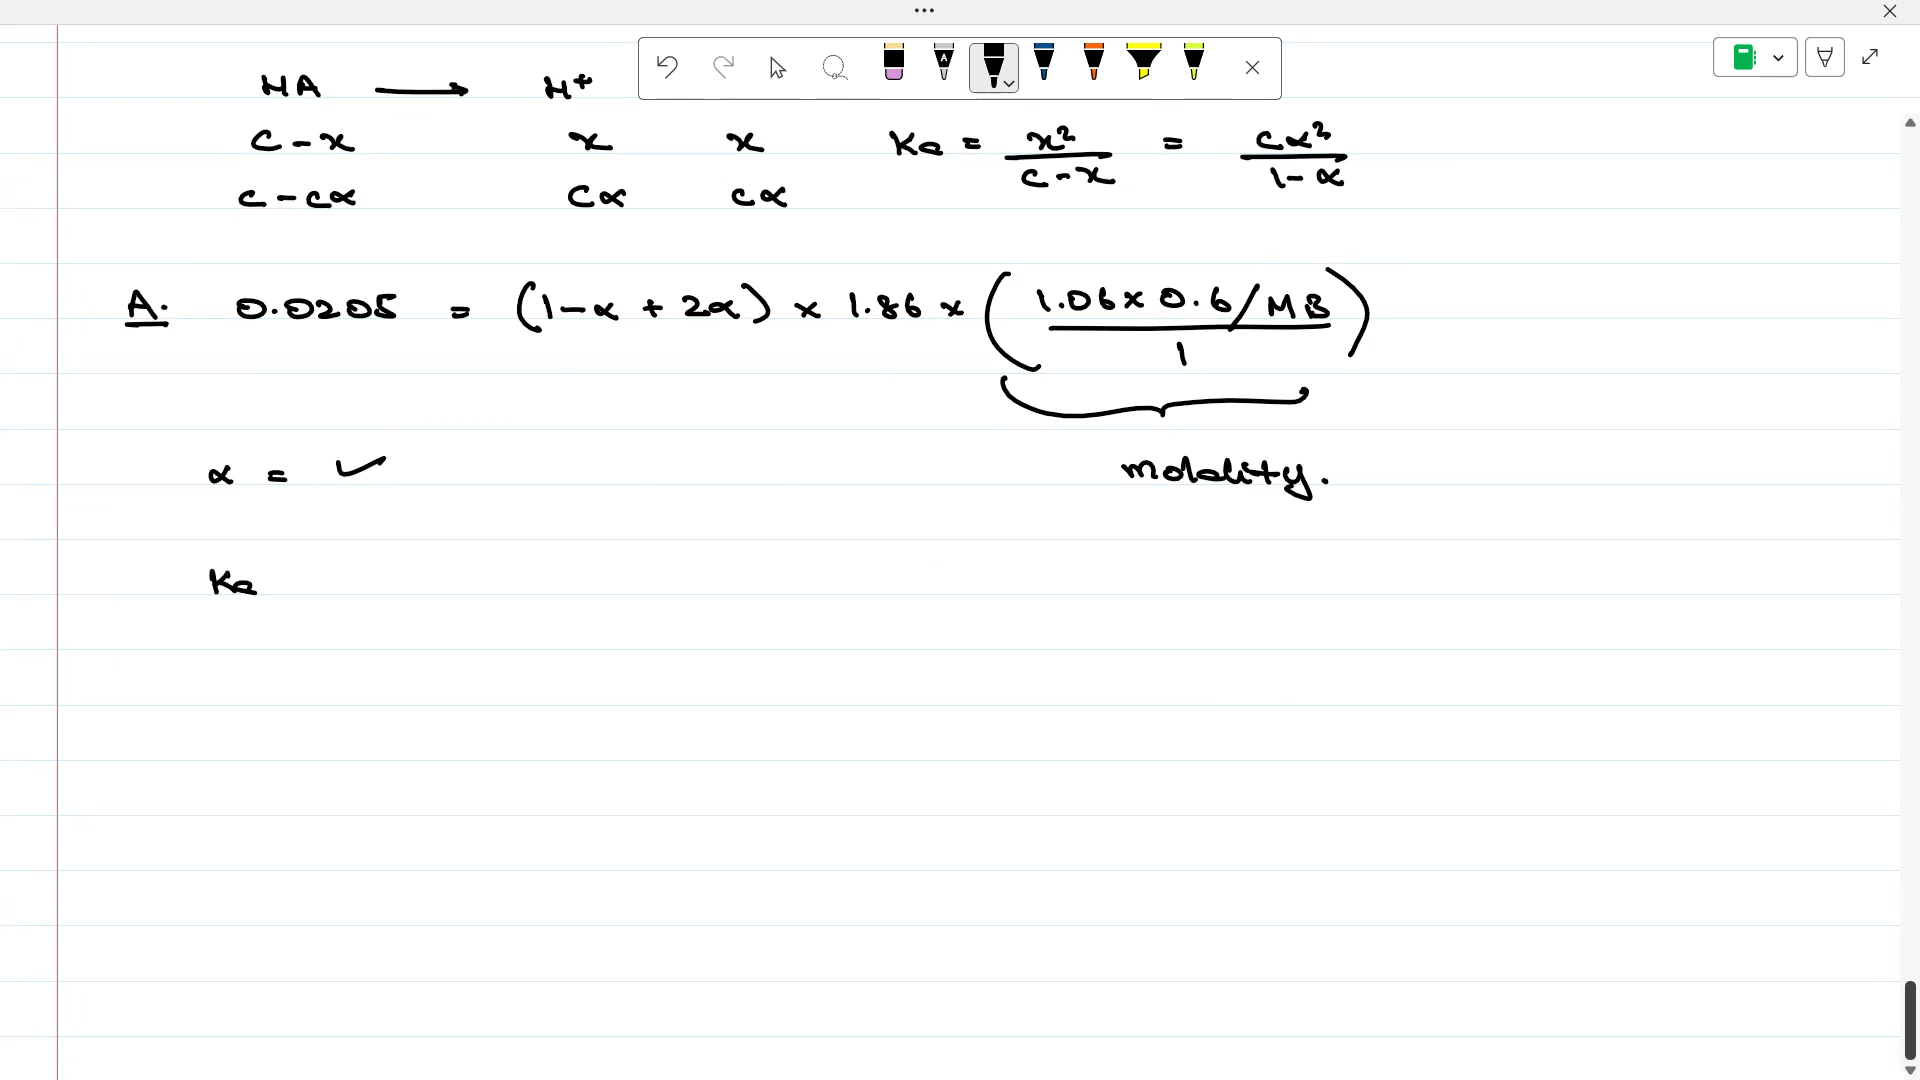 HA ⟶ H⁺
C - x x x Ka = x²/(C - x) = Cα²/(1 - α)
C - Cα Cα Cα
A. 0.0205 = (1 - α + 2α) × 1.86 × ((1.06 × 0.6/MB)/1)
α = ✓ molality.
Ka